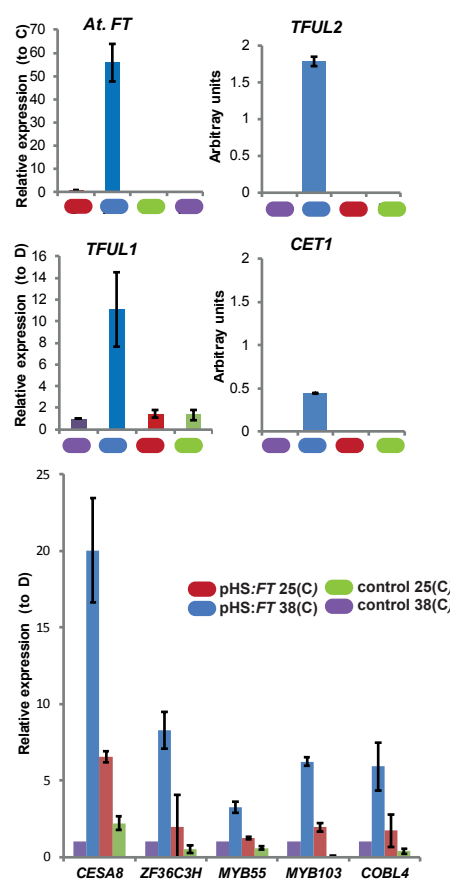 At. FT
Relative expression (to C)
70
60
50
40
30
20
10
0
TFUL2
Arbitray units
2
1.5
1
0.5
0
TFUL1
Relative expression (to D)
16
14
12
10
8
6
4
2
0
CET1
Arbitray units
2
1.5
1
0.5
0
Relative expression (to D)
25
20
15
10
5
0
pHS:FT 25(C)
control 25(C)
pHS:FT 38(C)
control 38(C)
CESA8 ZF36C3H MYB55 MYB103 COBL4